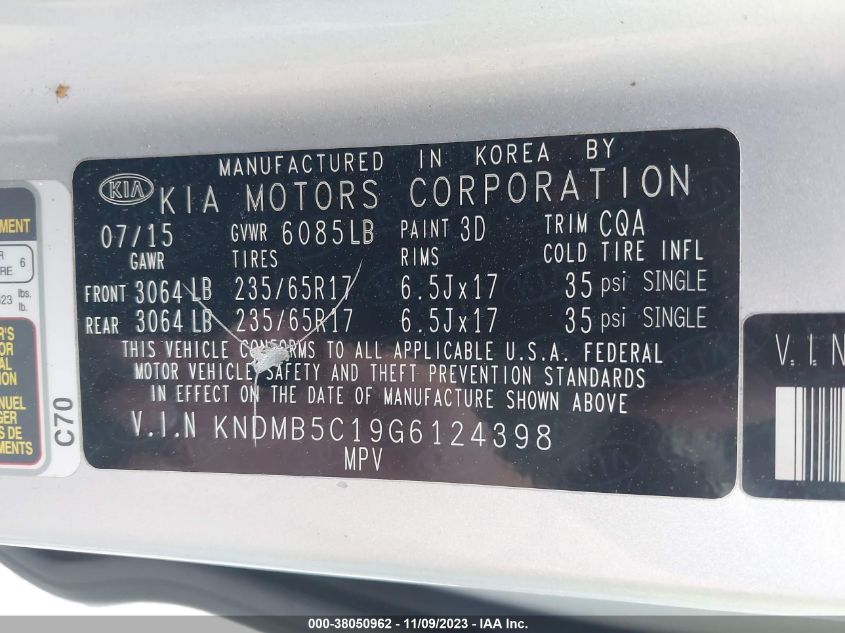 MANUFACTURED IN KOREA BY
KIA KIA MOTORS CORPORATION
07/15 GVWR 6085LB PAINT 3D TRIM CQA
GAWR TIRES RIMS COLD TIRE INFL
FRONT 3064 LB 235/65R17 6.5Jx17 35 psi SINGLE
REAR 3064 LB 235/65R17 6.5Jx17 35 psi SINGLE
THIS VEHICLE CONFORMS TO ALL APPLICABLE U.S.A. FEDERAL
MOTOR VEHICLE SAFETY AND THEFT PREVENTION STANDARDS
IN EFFECT ON THE DATE OF MANUFACTURE SHOWN ABOVE
V.I.N KNDMB5C19G6124398
MPV
C70
V.I.N
lbs.
lb.
6
000-38050962 - 11/09/2023 - IAA Inc.